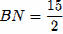 BN = 15/2